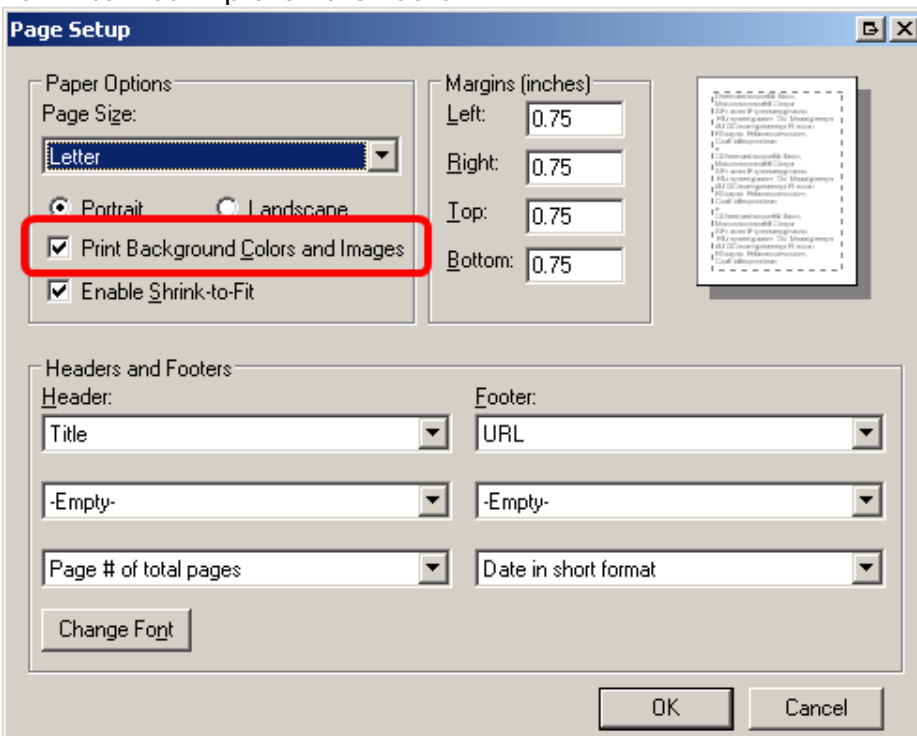 Page Setup
Paper Options
Page Size:
Letter
Portrait Landscape
Print Background Colors and Images
Enable Shrink-to-Fit
Margins (inches)
Left: 0.75
Right: 0.75
Top: 0.75
Bottom: 0.75
Headers and Footers
Header:
Title
-Empty-
Page # of total pages
Footer:
URL
-Empty-
Date in short format
Change Font
OK Cancel